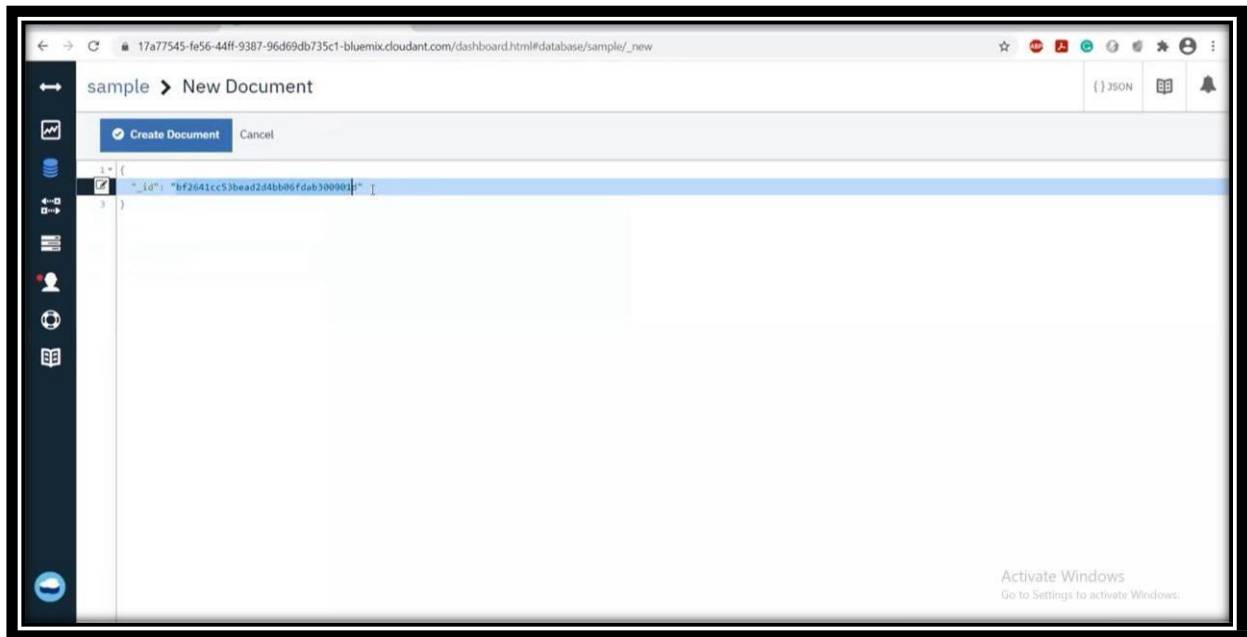 17a77545-fe56-44ff-9387-96d69db735c1-bluemix.cloudant.com/dashboard.html#database/sample/_new
ABP
sample > New Document
{ } JSON
Create Document
Cancel
1 {
"_id": "bf2641cc53bead2d4bb06fdab300901d"
3 }
Activate Windows
Go to Settings to activate Windows.